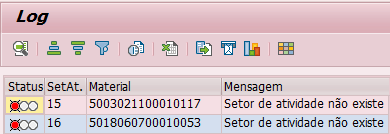 Log
Status SetAt. Material Mensagem
15 5003021100010117 Setor de atividade não existe
16 5018060700010053 Setor de atividade não existe